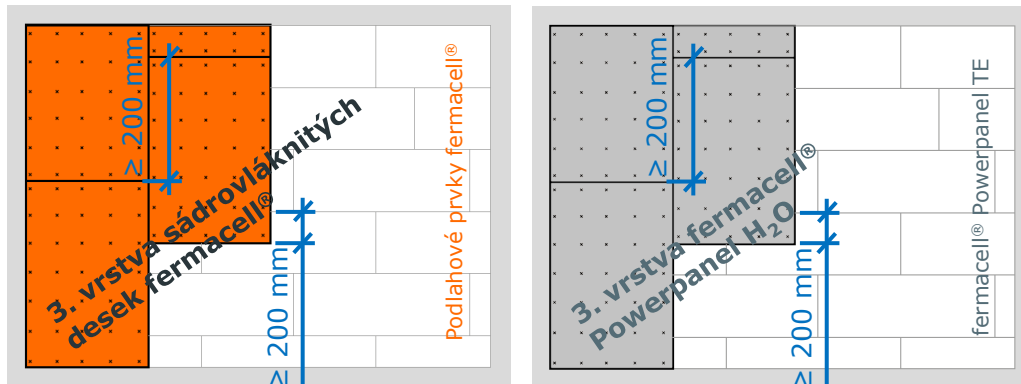 ≥ 200 mm
3. vrstva sádrovláknitých
desek fermacell®
≥ 200 mm
Podlahové prvky fermacell®
≥ 200 mm
3. vrstva fermacell®
Powerpanel H₂O
≥ 200 mm
fermacell® Powerpanel TE